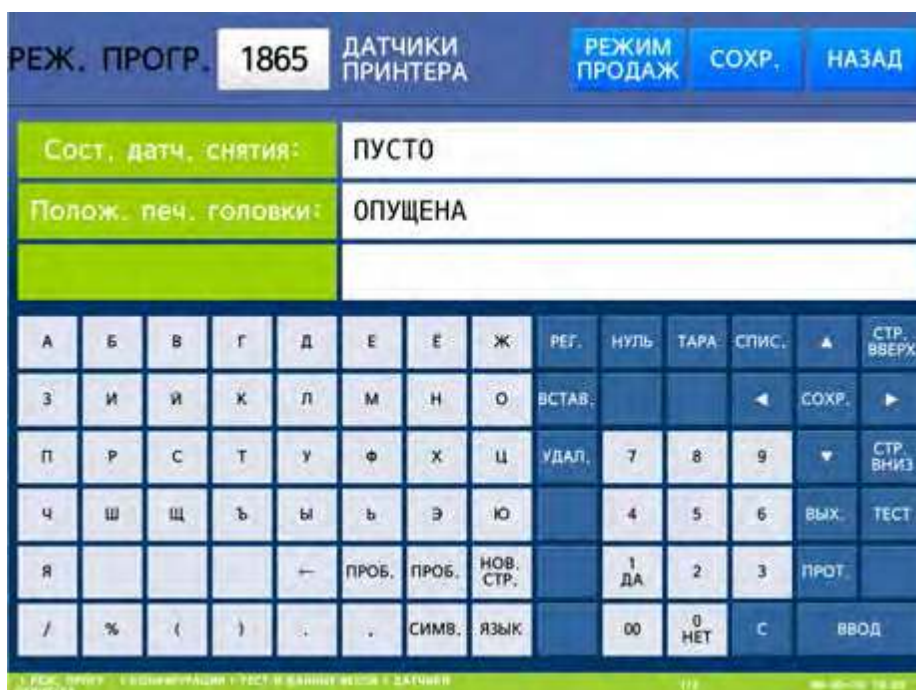 РЕЖ. ПРОГР. 1865 ДАТЧИКИ ПРИНТЕРА РЕЖИМ ПРОДАЖ СОХР. НАЗАД
Сост. датч. снятия: ПУСТО
Полож. печ. головки: ОПУЩЕНА
А Б В Г Д Е Ё Ж РЕГ. НУЛЬ ТАРА СПИС. ▲ СТР. ВВЕРХ
З И Й К Л М Н О ВСТАВ. ◄ СОХР. ►
П Р С Т У Ф Х Ц УДАЛ. 7 8 9 ▼ СТР. ВНИЗ
Ч Ш Щ Ъ Ы Ь Э Ю 4 5 6 ВЫХ. ТЕСТ
Я ← ПРОБ. ПРОБ. НОВ. СТР. 1 ДА 2 3 ПРОТ.
/ % ( ) . СИМВ. ЯЗЫК 00 0 НЕТ С ВВОД